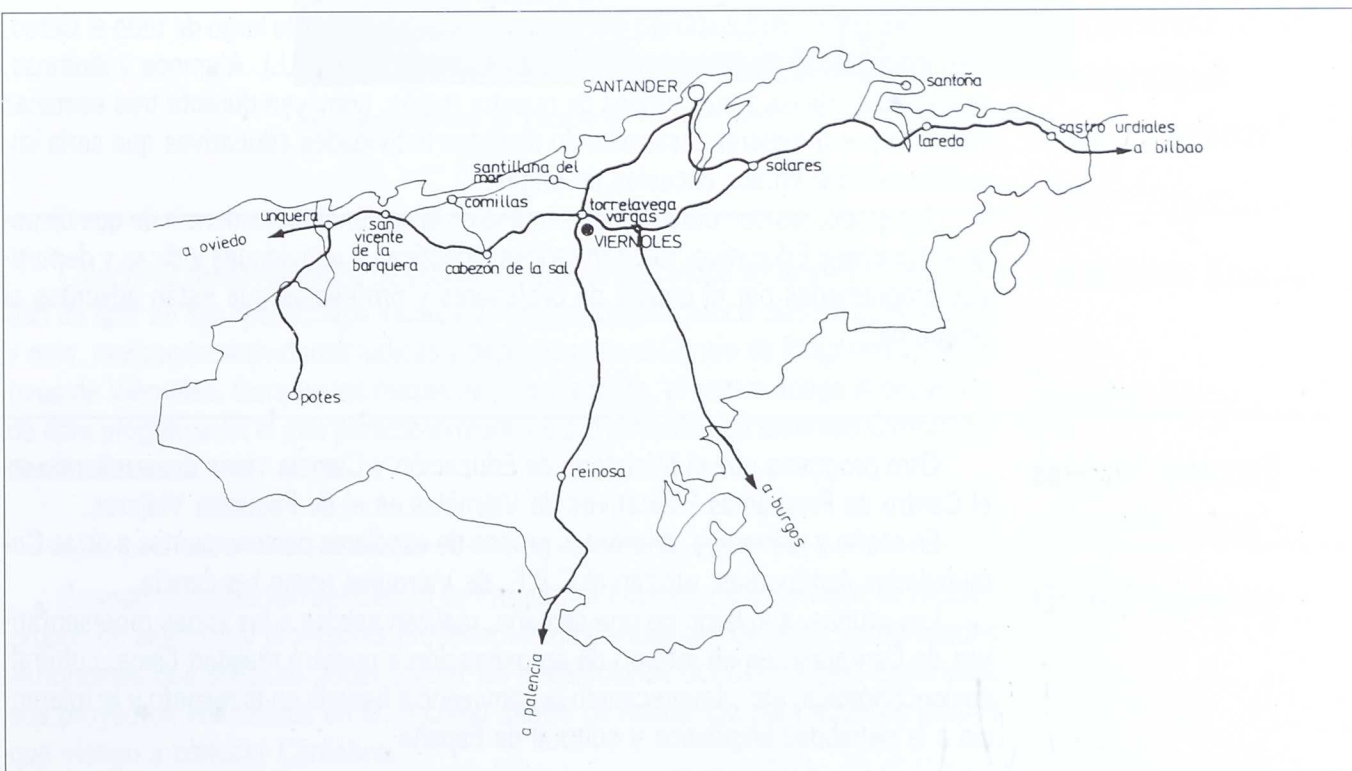 SANTANDER
santoña
castro urdiales
a bilbao
laredo
solares
santillana del
mar
comillas
torrelavega
vargas
VIERNOLES
unquera
a oviedo
san
vicente
de la
barquera
cabezón de la sal
potes
reinosa
a burgos
a palencia